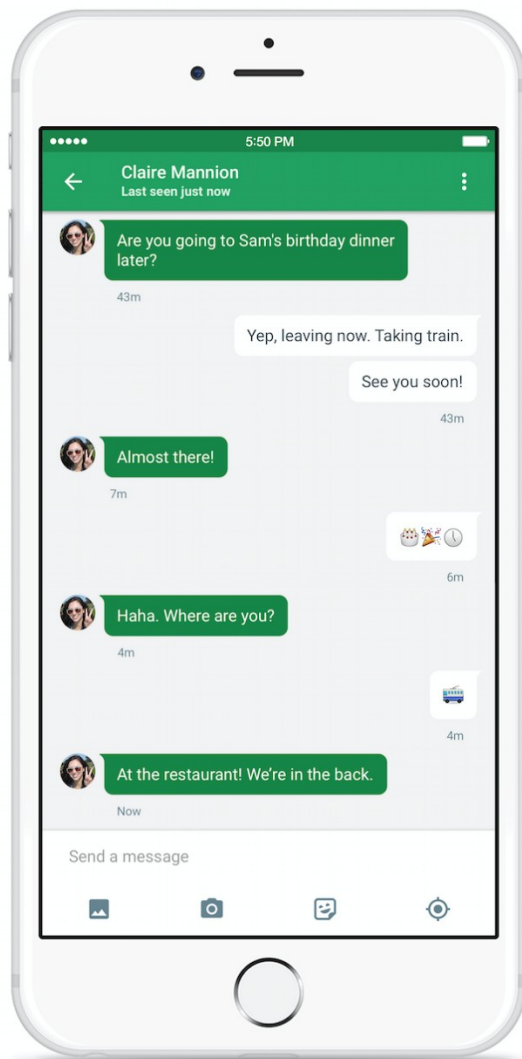 5:50 PM
Claire Mannion
Last seen just now
Are you going to Sam's birthday dinner
later?
43m
Yep, leaving now. Taking train.
See you soon!
43m
Almost there!
7m
🎂🎉🕔
6m
Haha. Where are you?
4m
🚎
4m
At the restaurant! We're in the back.
Now
Send a message